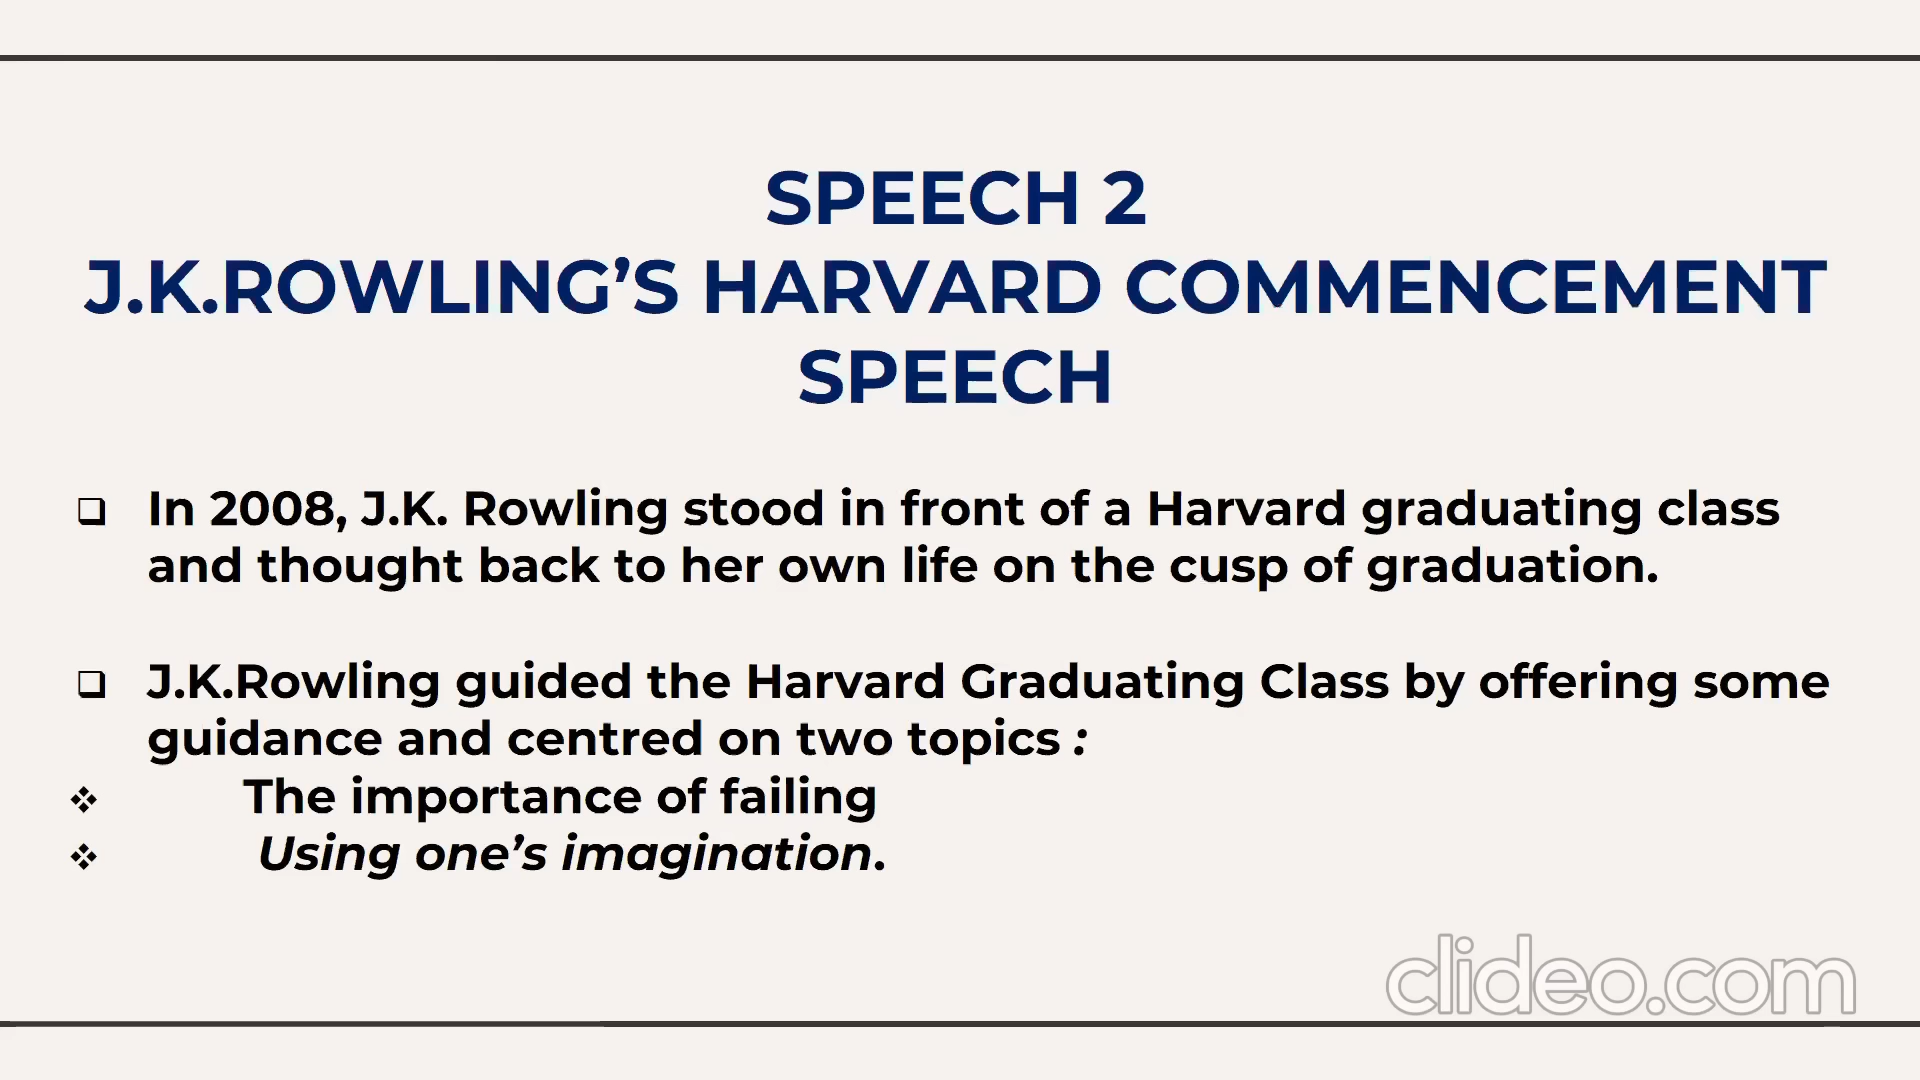 SPEECH 2
J.K.ROWLING’S HARVARD COMMENCEMENT
SPEECH
❑ In 2008, J.K. Rowling stood in front of a Harvard graduating class
and thought back to her own life on the cusp of graduation.
❑ J.K.Rowling guided the Harvard Graduating Class by offering some
guidance and centred on two topics :
❖ The importance of failing
❖ Using one’s imagination.
clideo.com